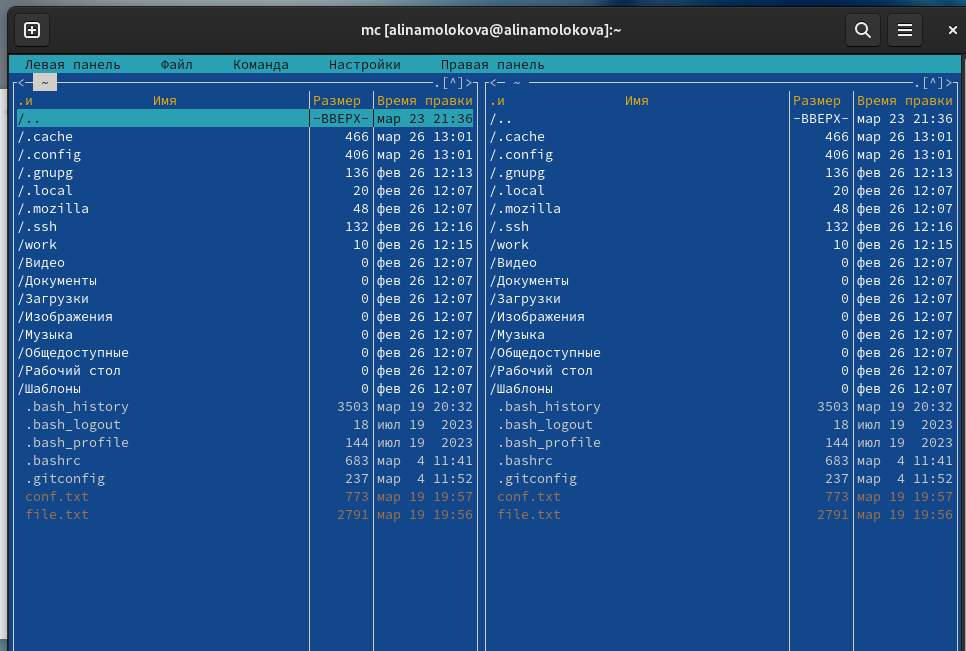 mc [alinamolokova@alinamolokova]:~
Левая панель Файл Команда Настройки Правая панель
<─ ~ .[^]> <─ ~ .[^]>
.и Имя Размер Время правки .и Имя Размер Время правки
/.. -ВВЕРХ- мар 23 21:36 /.. -ВВЕРХ- мар 23 21:36
/.cache 466 мар 26 13:01 /.cache 466 мар 26 13:01
/.config 406 мар 26 13:01 /.config 406 мар 26 13:01
/.gnupg 136 фев 26 12:13 /.gnupg 136 фев 26 12:13
/.local 20 фев 26 12:07 /.local 20 фев 26 12:07
/.mozilla 48 фев 26 12:07 /.mozilla 48 фев 26 12:07
/.ssh 132 фев 26 12:16 /.ssh 132 фев 26 12:16
/work 10 фев 26 12:15 /work 10 фев 26 12:15
/Видео 0 фев 26 12:07 /Видео 0 фев 26 12:07
/Документы 0 фев 26 12:07 /Документы 0 фев 26 12:07
/Загрузки 0 фев 26 12:07 /Загрузки 0 фев 26 12:07
/Изображения 0 фев 26 12:07 /Изображения 0 фев 26 12:07
/Музыка 0 фев 26 12:07 /Музыка 0 фев 26 12:07
/Общедоступные 0 фев 26 12:07 /Общедоступные 0 фев 26 12:07
/Рабочий стол 0 фев 26 12:07 /Рабочий стол 0 фев 26 12:07
/Шаблоны 0 фев 26 12:07 /Шаблоны 0 фев 26 12:07
.bash_history 3503 мар 19 20:32 .bash_history 3503 мар 19 20:32
.bash_logout 18 июл 19 2023 .bash_logout 18 июл 19 2023
.bash_profile 144 июл 19 2023 .bash_profile 144 июл 19 2023
.bashrc 683 мар 4 11:41 .bashrc 683 мар 4 11:41
.gitconfig 237 мар 4 11:52 .gitconfig 237 мар 4 11:52
conf.txt 773 мар 19 19:57 conf.txt 773 мар 19 19:57
file.txt 2791 мар 19 19:56 file.txt 2791 мар 19 19:56